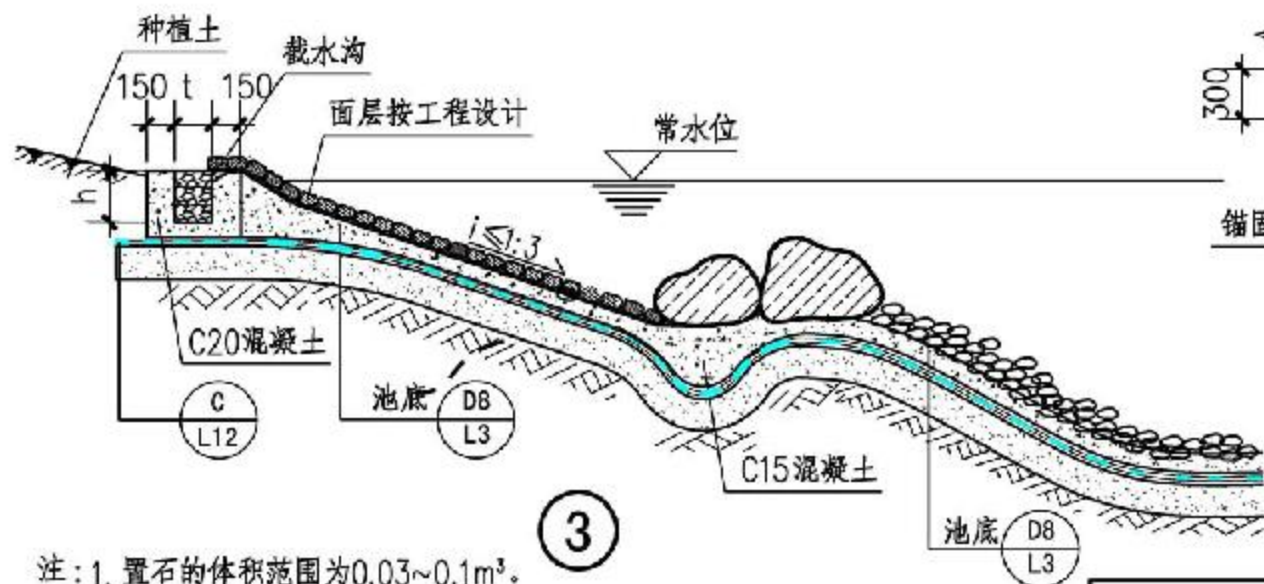 种植土
截水沟
150 t 150
面层按工程设计
常水位
300
h
i≤1:3
锚固
C20混凝土
C
L12
池底 D8
L3
C15混凝土
池底 D8
L3
3
注:1. 置石的体积范围为0.03~0.1m³。